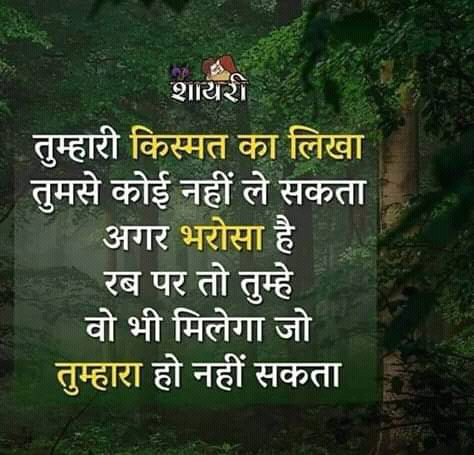 शायरी
तुम्हारी किस्मत का लिखा
तुमसे कोई नहीं ले सकता
अगर भरोसा है
रब पर तो तुम्हे
वो भी मिलेगा जो
तुम्हारा हो नहीं सकता